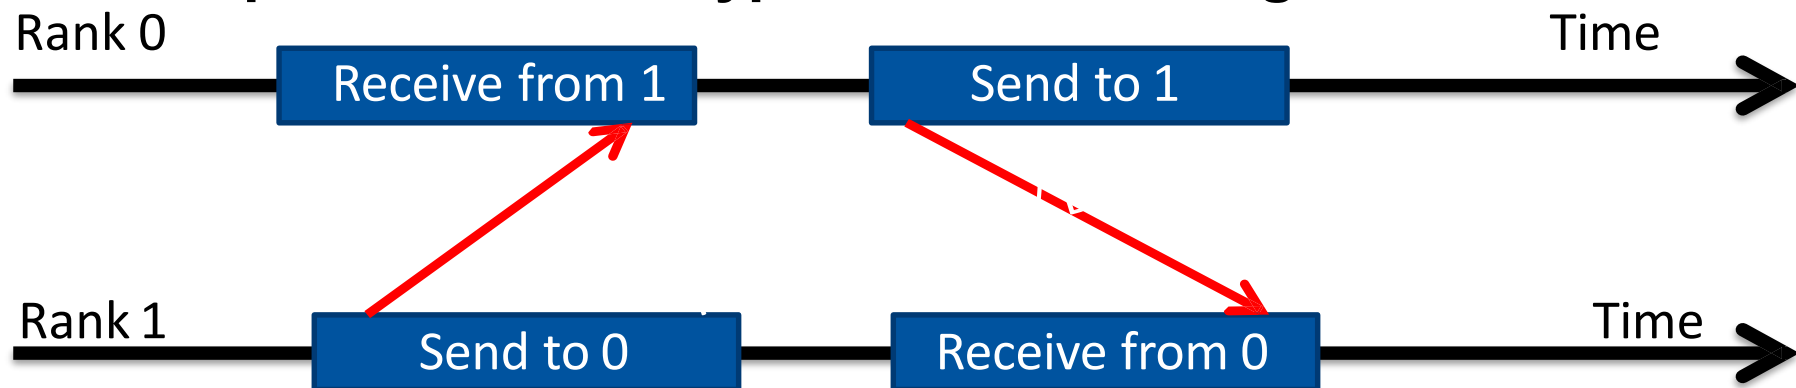 Rank 0
Time
Receive from 1
Send to 1
Rank 1
Time
Send to 0
Receive from 0